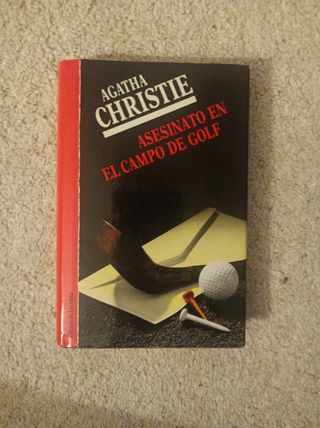 AGATHA
CHRISTIE
ASESINATO EN
EL CAMPO DE GOLF